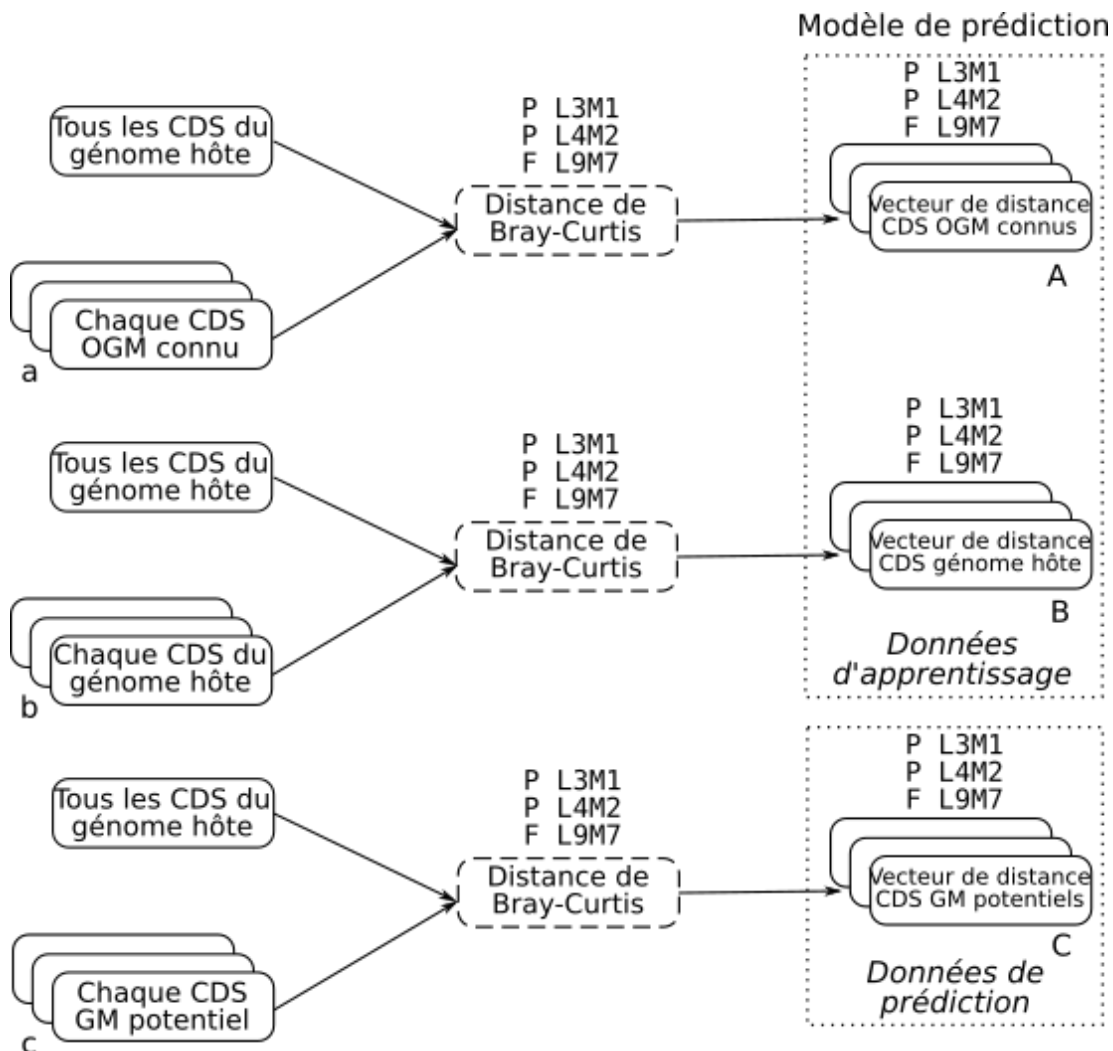 Modèle de prédiction
P L3M1
P L4M2
F L9M7
Tous les CDS du
génome hôte
P L3M1
P L4M2
F L9M7
Distance de
Bray-Curtis
Vecteur de distance
CDS OGM connus
A
Chaque CDS
OGM connu
a
P L3M1
P L4M2
F L9M7
Tous les CDS du
génome hôte
P L3M1
P L4M2
F L9M7
Distance de
Bray-Curtis
Vecteur de distance
CDS génome hôte
B
Chaque CDS du
génome hôte
b
Données
d'apprentissage
P L3M1
P L4M2
F L9M7
Tous les CDS du
génome hôte
P L3M1
P L4M2
F L9M7
Distance de
Bray-Curtis
Vecteur de distance
CDS GM potentiels
C
Chaque CDS
GM potentiel
c
Données de
prédiction